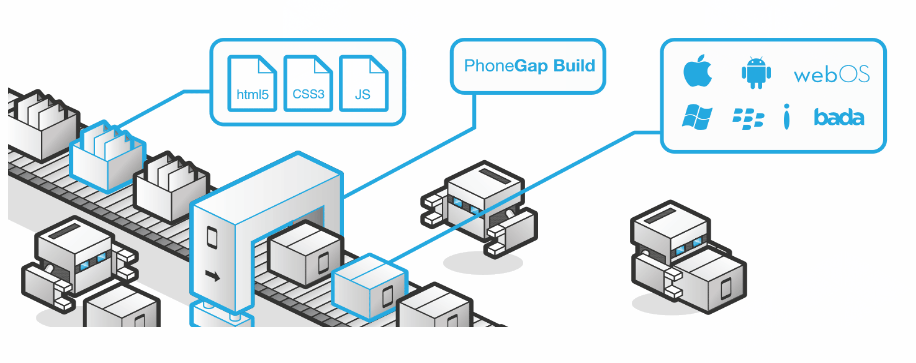 html5
CSS3
JS
PhoneGap Build
webOS
bada